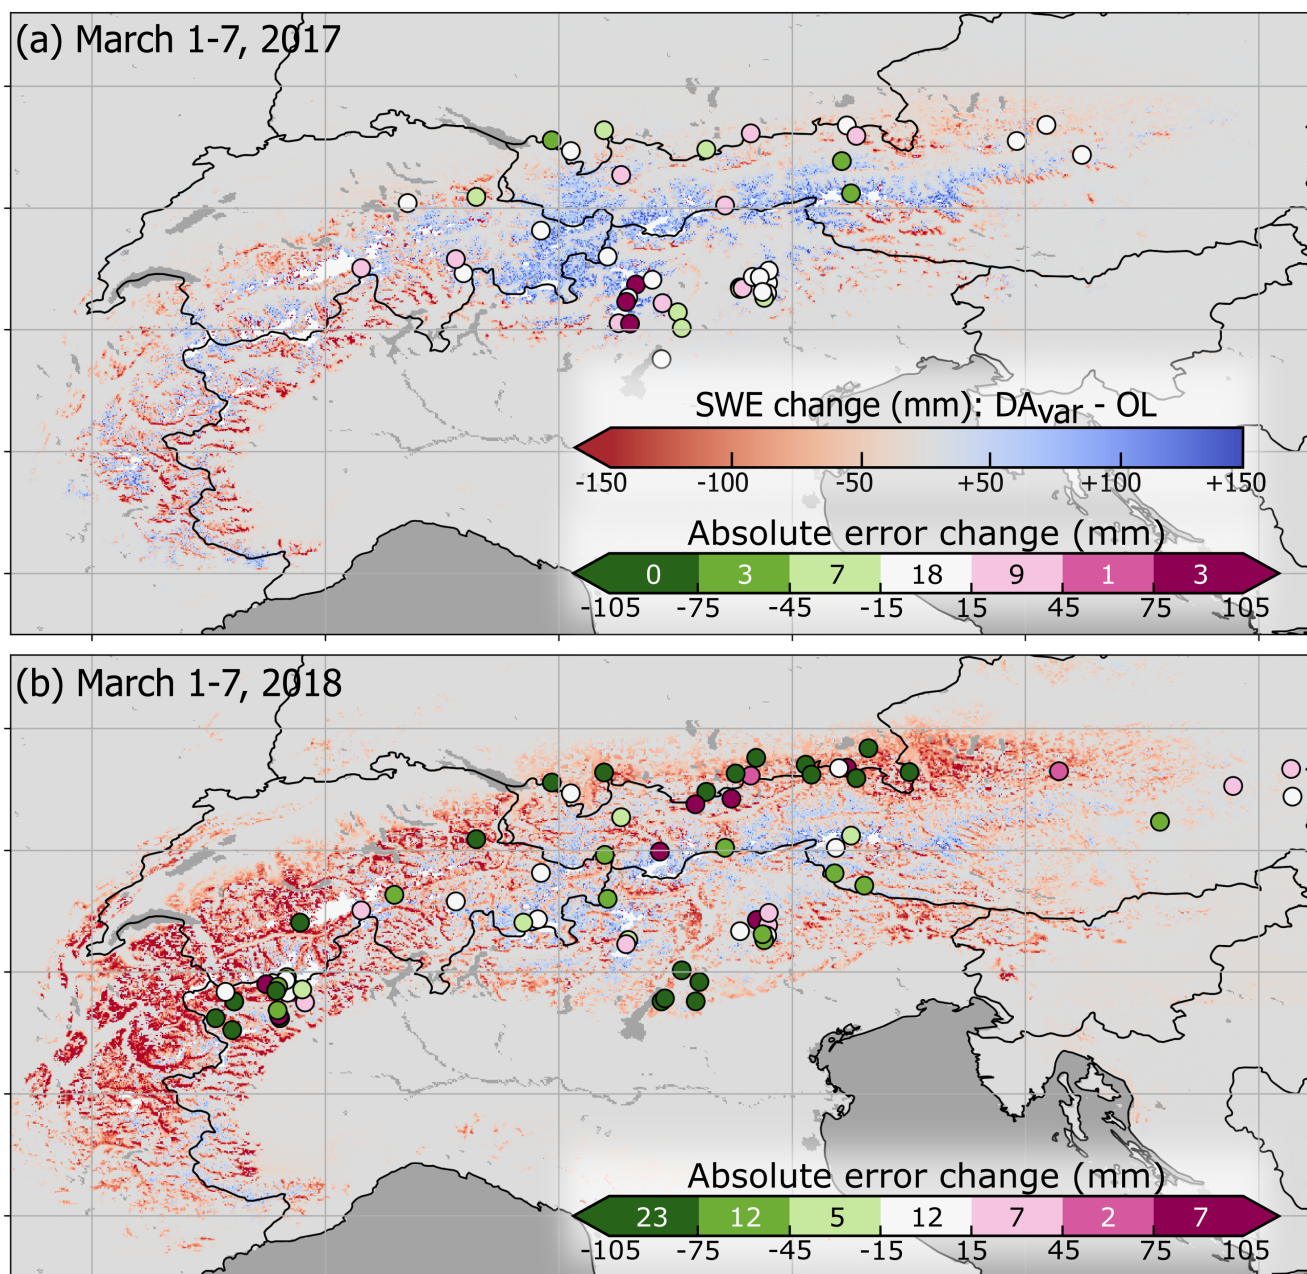 (a) March 1-7, 2017
SWE change (mm): DAvar - OL
-150 -100 -50 +50 +100 +150
Absolute error change (mm)
0 3 7 18 9 1 3
-105 -75 -45 -15 15 45 75 105
(b) March 1-7, 2018
Absolute error change (mm)
23 12 5 12 7 2 7
-105 -75 -45 -15 15 45 75 105